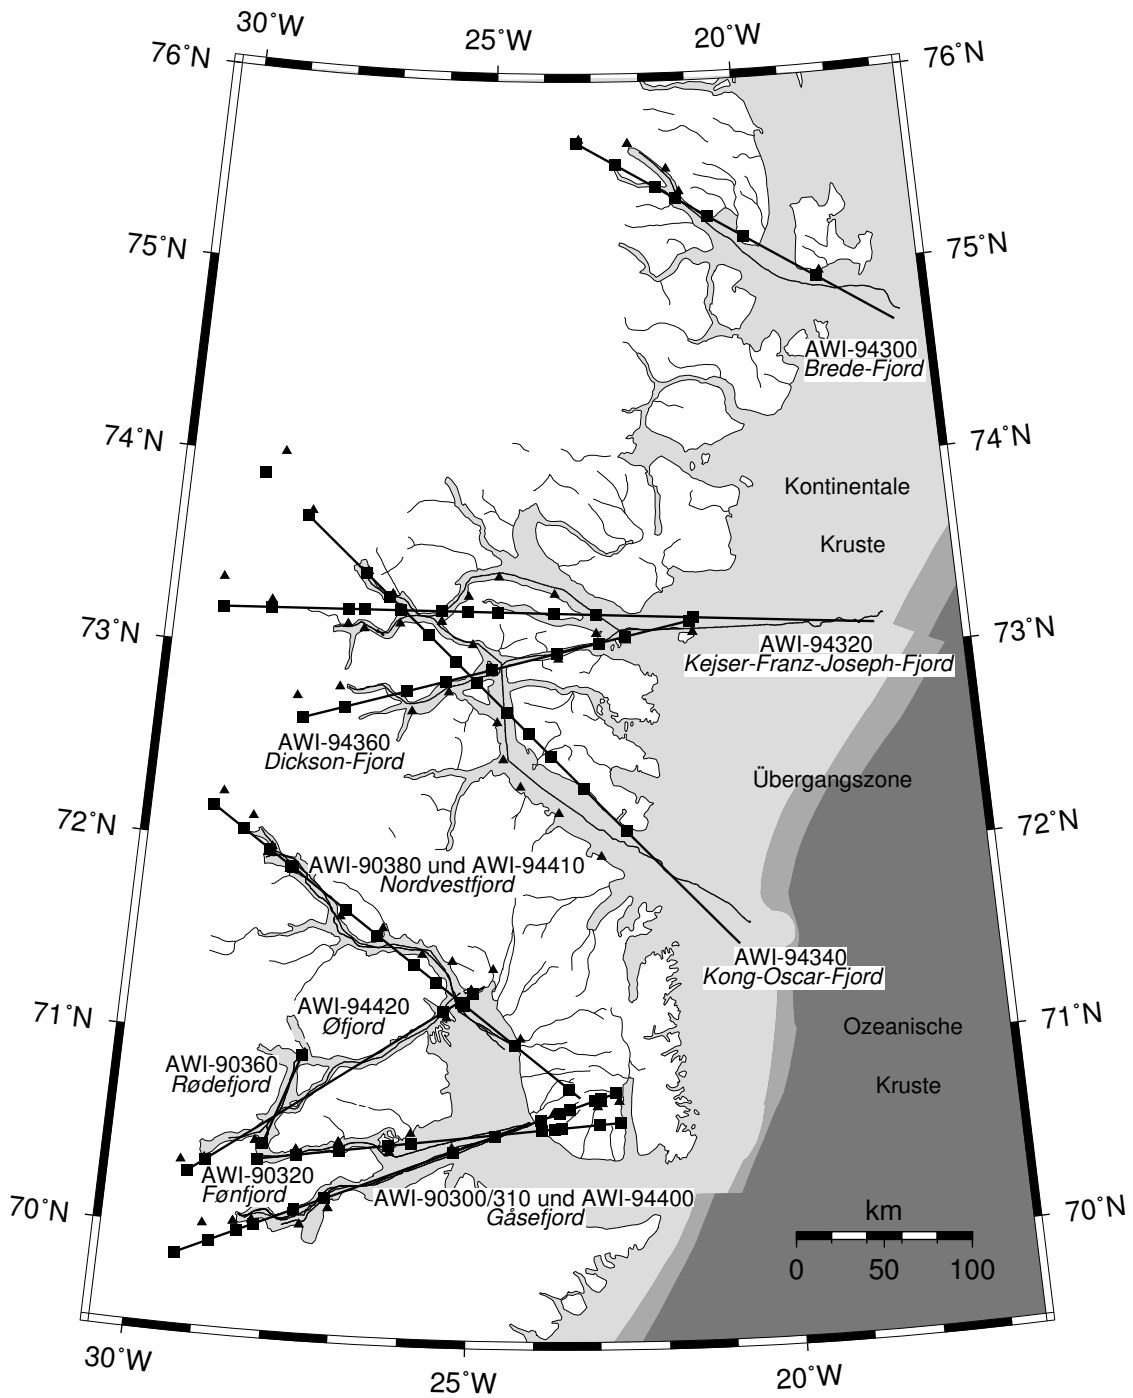 30°W
25°W
20°W
76°N
76°N
75°N
75°N
AWI-94300
Brede-Fjord
74°N
74°N
Kontinentale
Kruste
73°N
73°N
AWI-94320
Kejser-Franz-Joseph-Fjord
AWI-94360
Dickson-Fjord
Übergangszone
72°N
72°N
AWI-90380 und AWI-94410
Nordvestfjord
AWI-94340
Kong-Oscar-Fjord
AWI-94420
Øfjord
71°N
71°N
Ozeanische
Kruste
AWI-90360
Rødefjord
AWI-90320
Fønfjord
AWI-90300/310 und AWI-94400
Gåsefjord
70°N
70°N
km
0 50 100
30°W
25°W
20°W